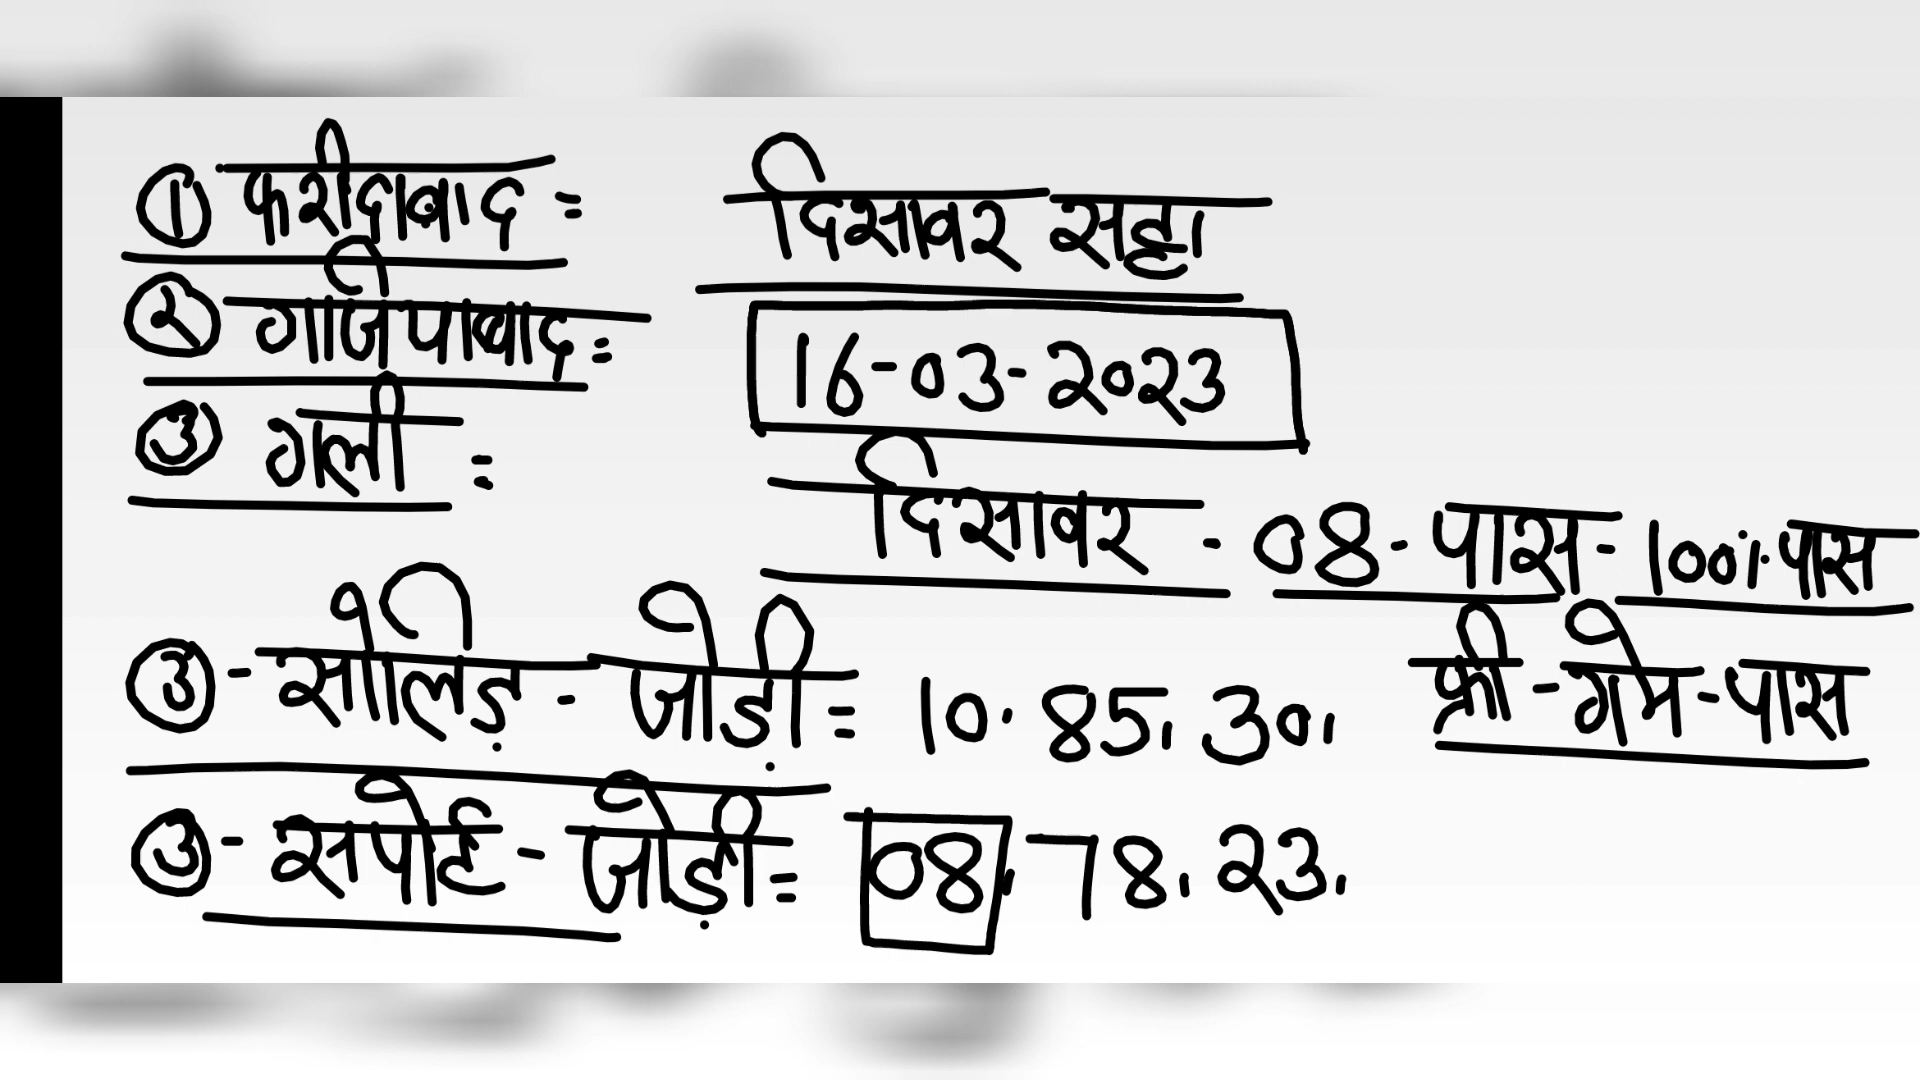 ① फरीदाबाद =
② गाजियाबाद =
③ गली =
दिसावर सट्टा
16-03-2023
दिसावर - 08 - पास - 100% पास
फ्री - गेम - पास
③ - सोलिड़ - जोड़ी = 10. 85, 30,
③ - सपोर्ट - जोड़ी = 08, 78, 23,